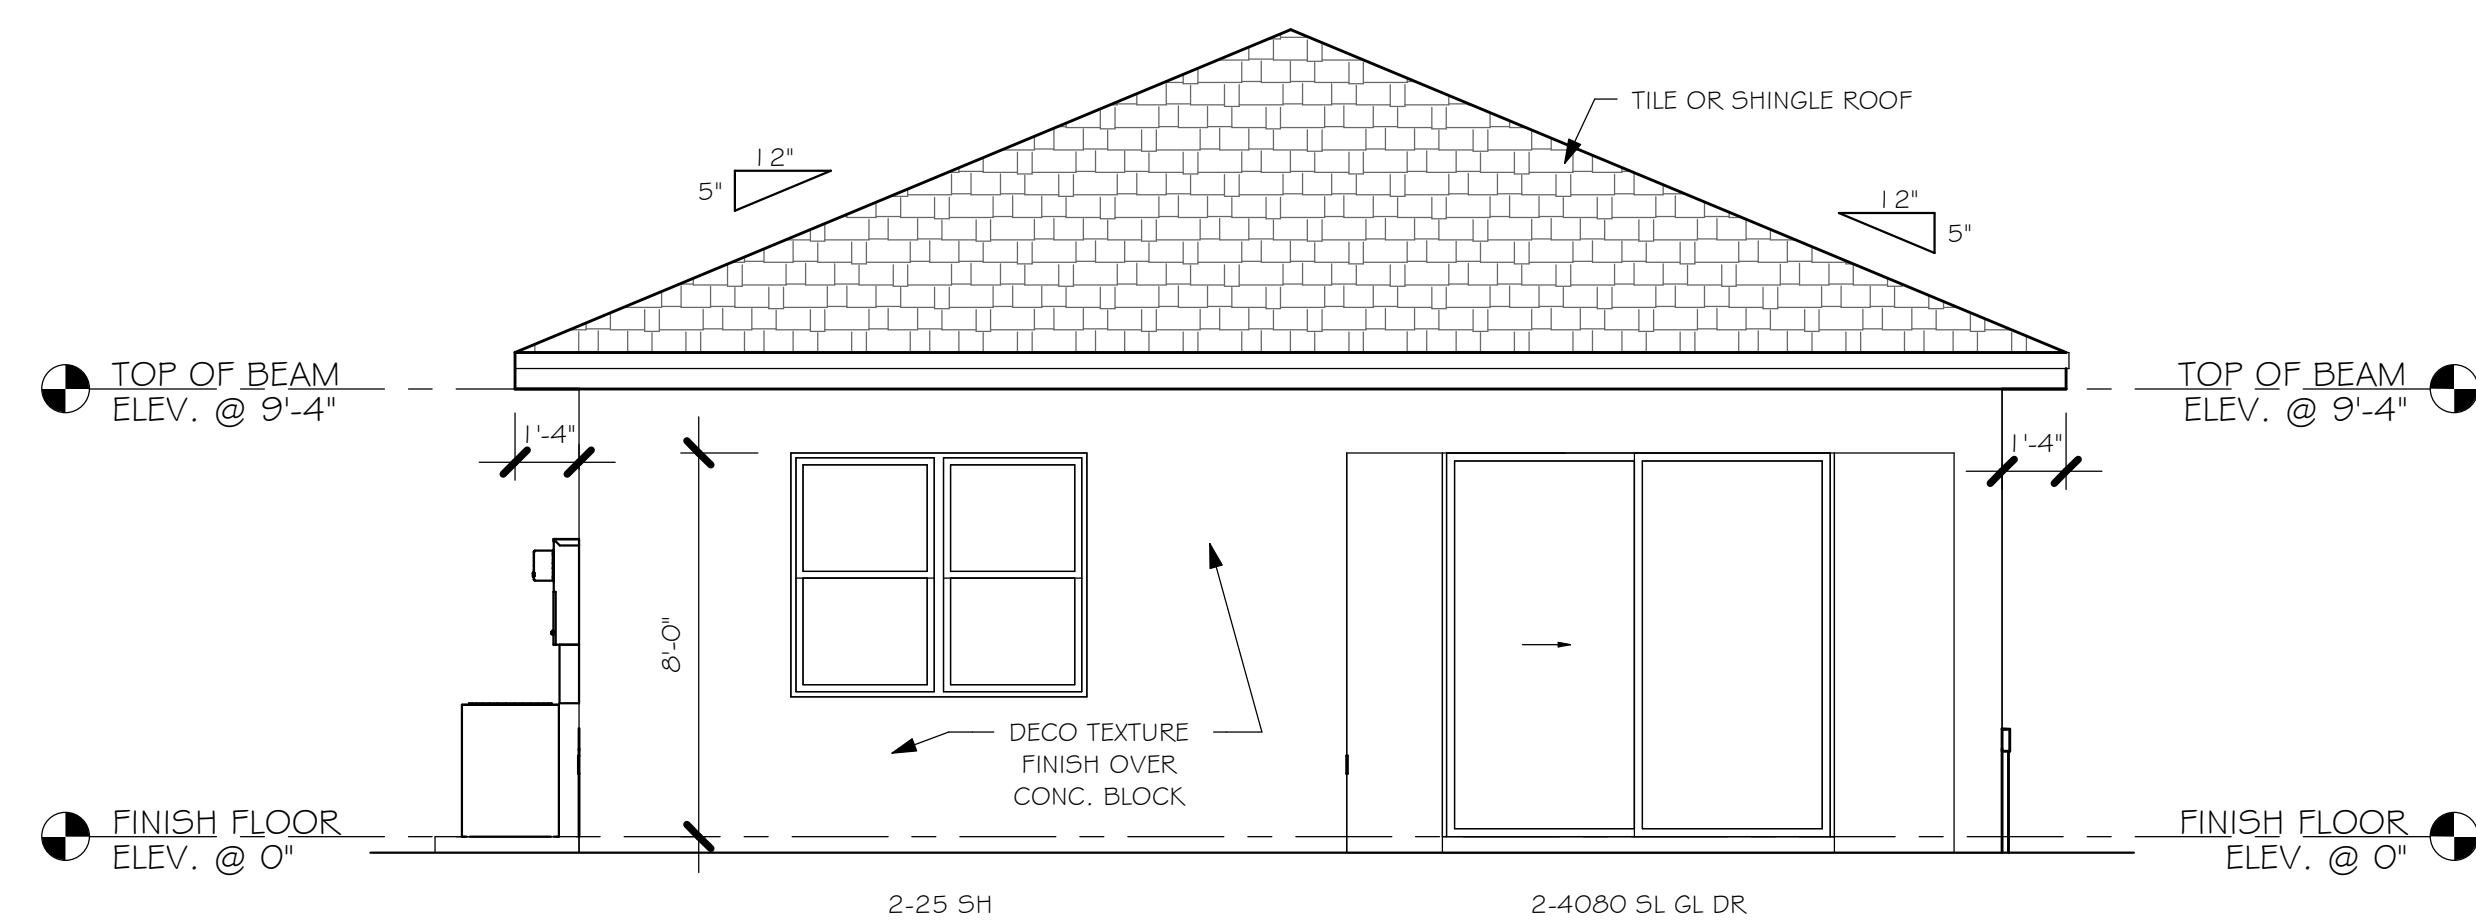 TILE OR SHINGLE ROOF
12"
5"
12"
5"
TOP OF BEAM
ELEV. @ 9'-4"
TOP OF BEAM
ELEV. @ 9'-4"
1'-4"
1'-4"
8'-0"
DECO TEXTURE
FINISH OVER
CONC. BLOCK
FINISH FLOOR
ELEV. @ 0"
FINISH FLOOR
ELEV. @ 0"
2-25 SH
2-4080 SL GL DR